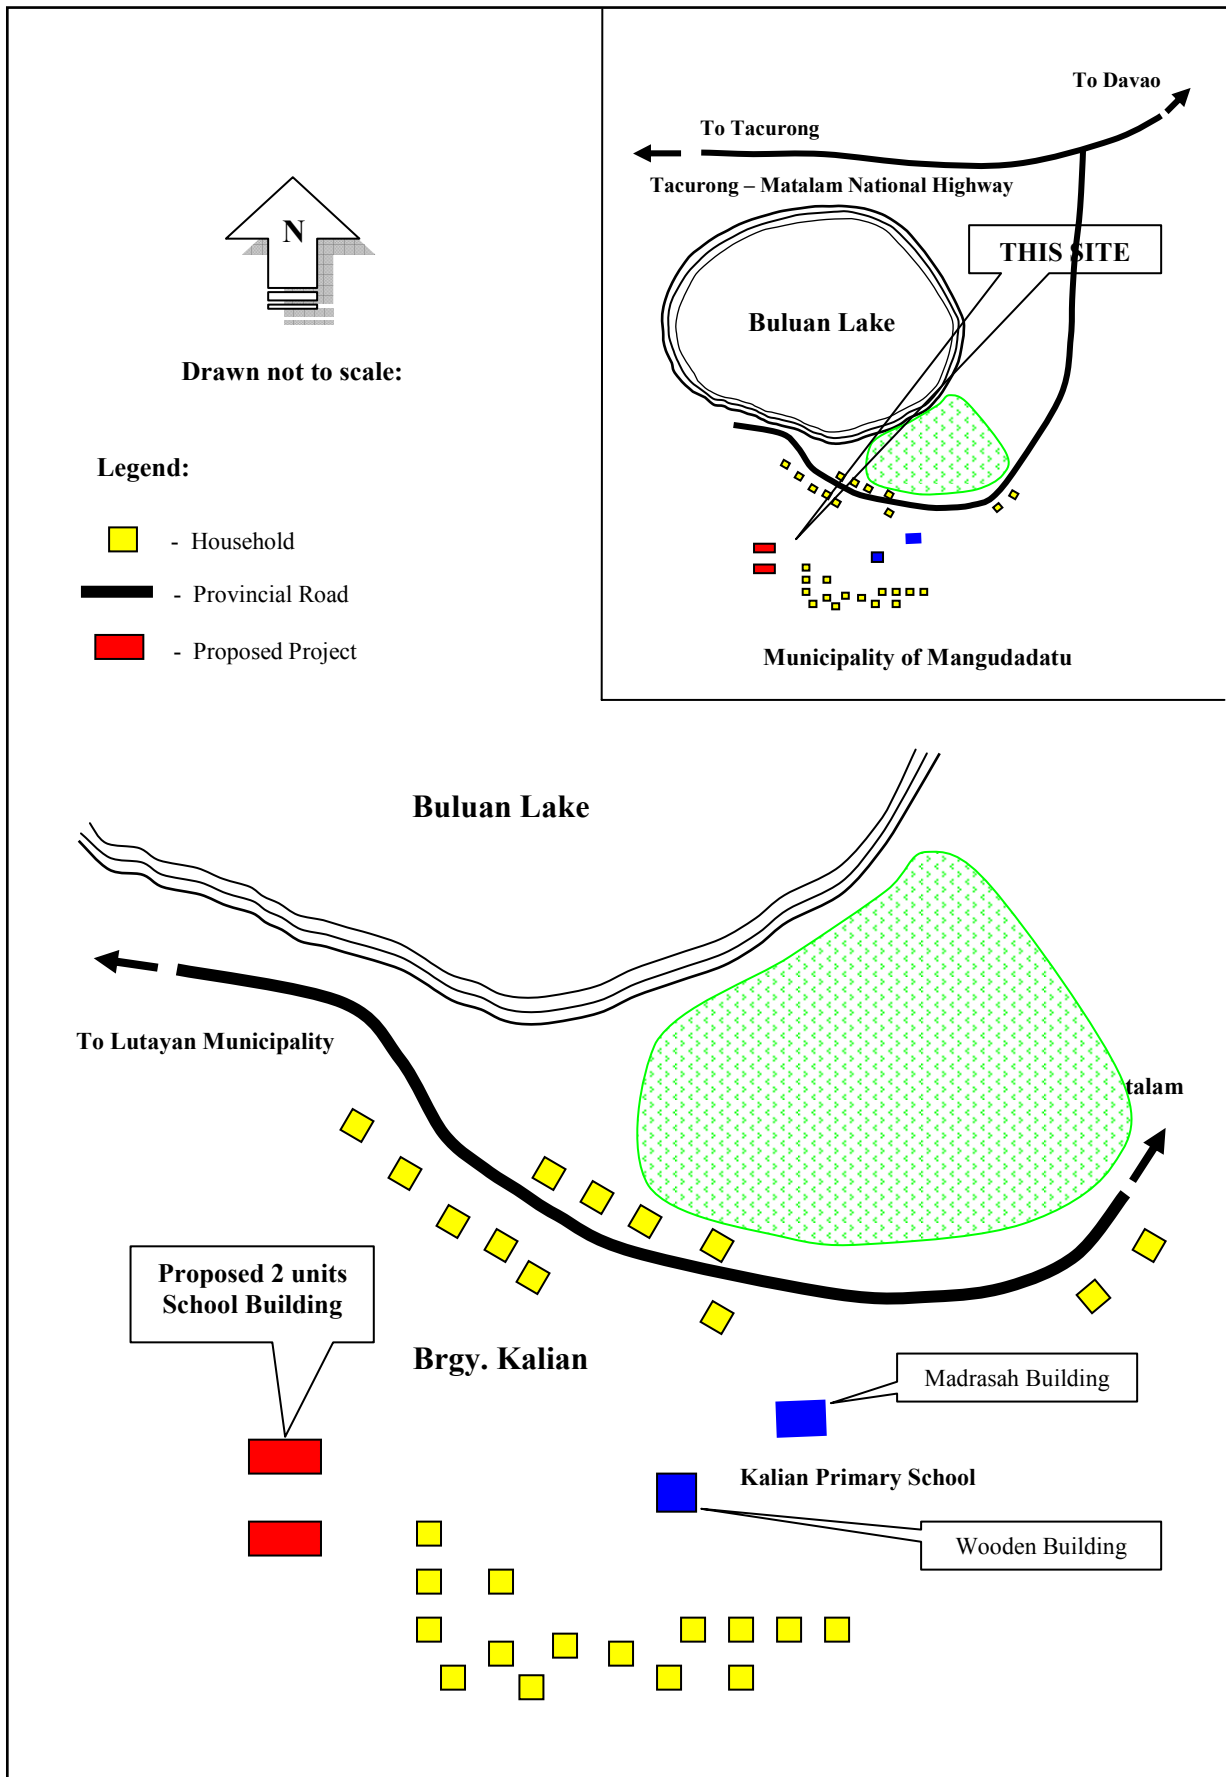 To Davao
To Tacurong
Tacurong – Matalam National Highway
N
THIS SITE
Buluan Lake
Drawn not to scale:
Legend:
- Household
- Provincial Road
- Proposed Project
Municipality of Mangudadatu
Buluan Lake
To Lutayan Municipality
talam
Proposed 2 units
School Building
Brgy. Kalian
Madrasah Building
Kalian Primary School
Wooden Building